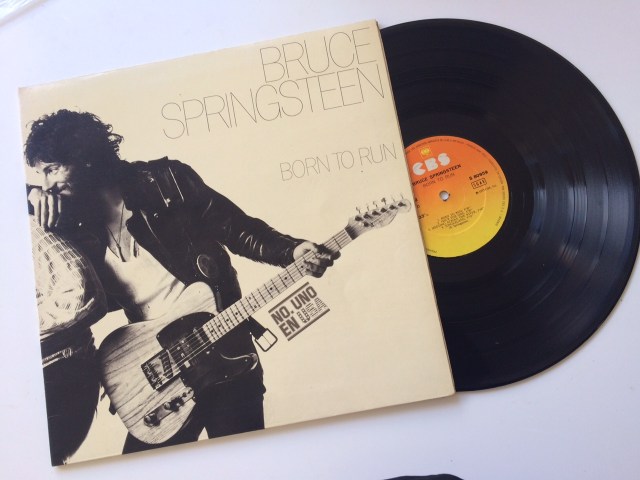 BRUCE
SPRINGSTEEN
BORN TO RUN
NO. UNO
EN USA
CBS
BRUCE SPRINGSTEEN
BORN TO RUN